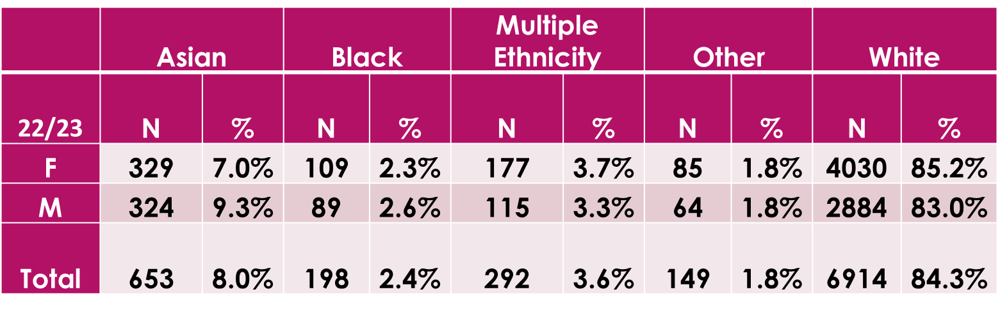 Asian Black Multiple Ethnicity Other White
22/23 N % N % N % N % N %
F 329 7.0% 109 2.3% 177 3.7% 85 1.8% 4030 85.2%
M 324 9.3% 89 2.6% 115 3.3% 64 1.8% 2884 83.0%
Total 653 8.0% 198 2.4% 292 3.6% 149 1.8% 6914 84.3%